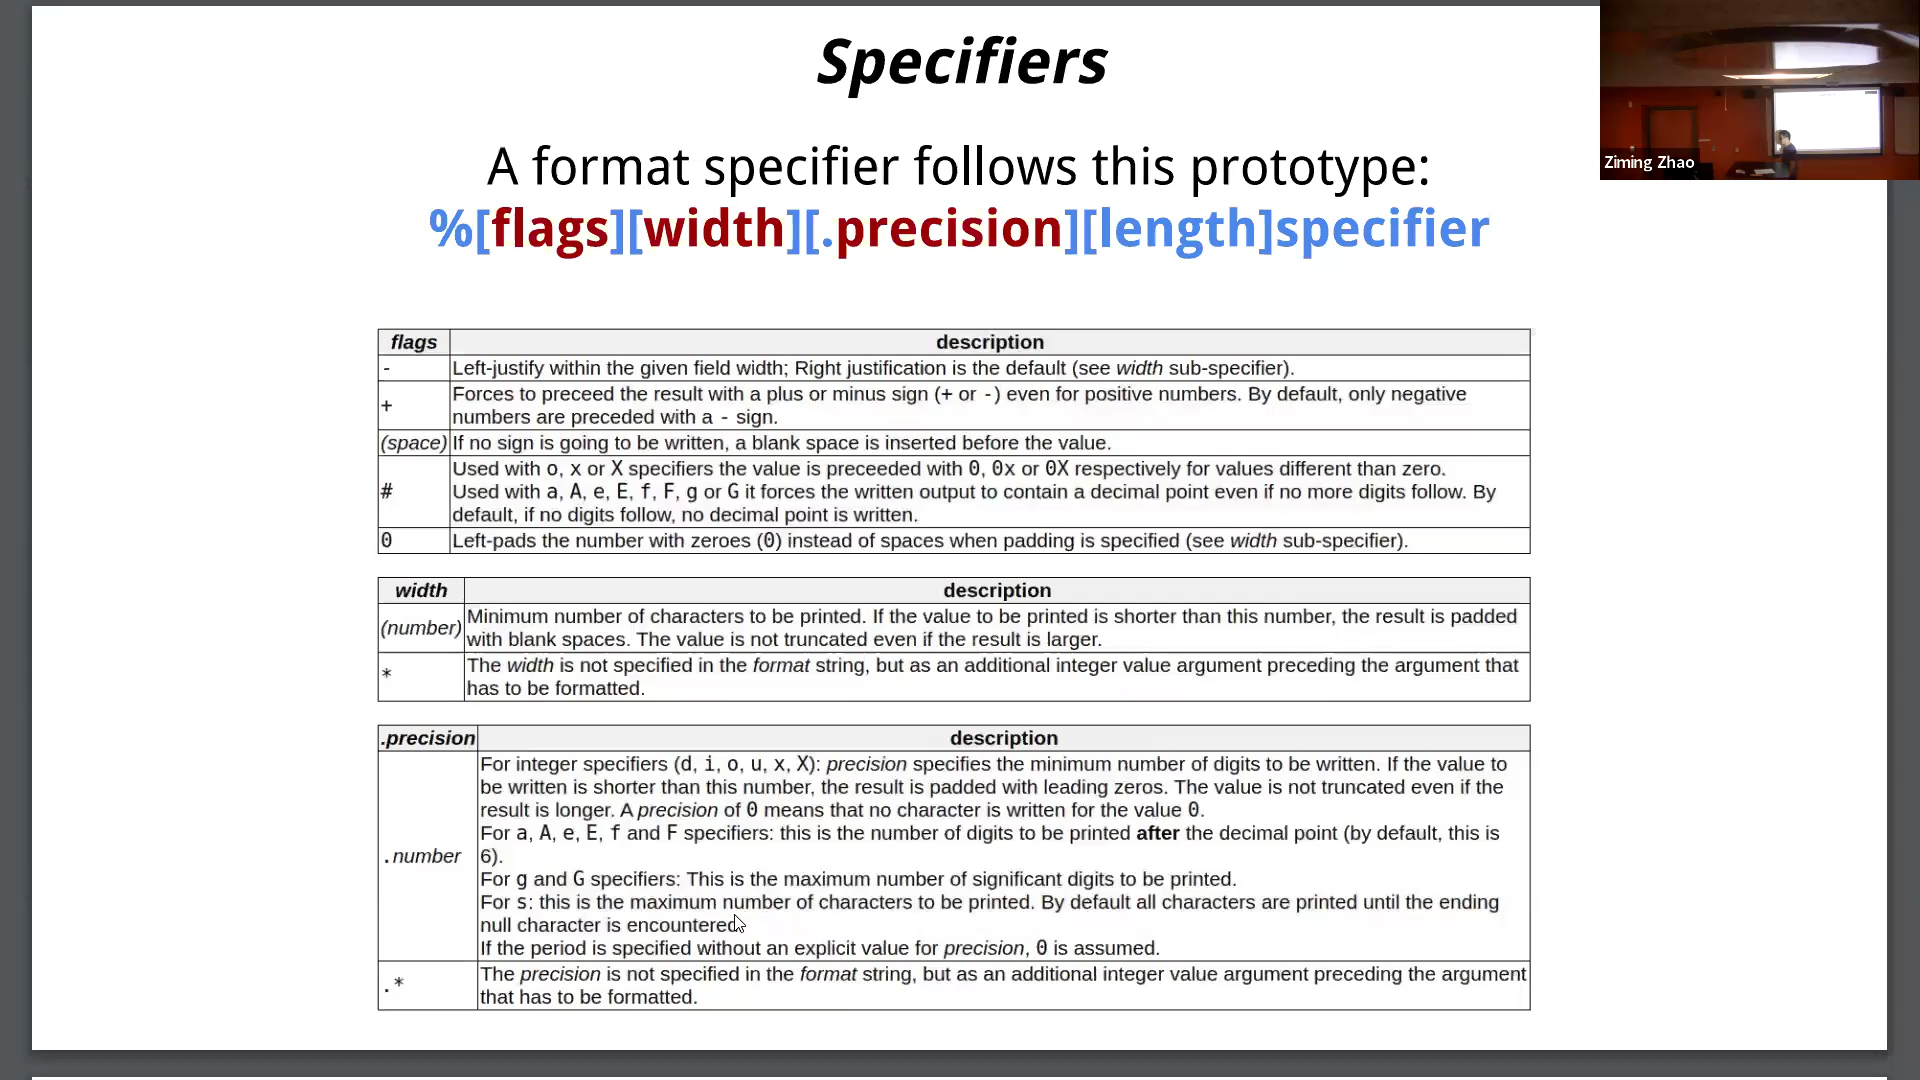 Specifiers
A format specifier follows this prototype:
%[flags][width][.precision][length]specifier
Ziming Zhao
flags description
- Left-justify within the given field width; Right justification is the default (see width sub-specifier).
+ Forces to preceed the result with a plus or minus sign (+ or -) even for positive numbers. By default, only negative
numbers are preceded with a - sign.
(space) If no sign is going to be written, a blank space is inserted before the value.
# Used with o, x or X specifiers the value is preceeded with 0, 0x or 0X respectively for values different than zero.
Used with a, A, e, E, f, F, g or G it forces the written output to contain a decimal point even if no more digits follow. By
default, if no digits follow, no decimal point is written.
0 Left-pads the number with zeroes (0) instead of spaces when padding is specified (see width sub-specifier).
width description
(number) Minimum number of characters to be printed. If the value to be printed is shorter than this number, the result is padded
with blank spaces. The value is not truncated even if the result is larger.
* The width is not specified in the format string, but as an additional integer value argument preceding the argument that
has to be formatted.
.precision description
.number For integer specifiers (d, i, o, u, x, X): precision specifies the minimum number of digits to be written. If the value to
be written is shorter than this number, the result is padded with leading zeros. The value is not truncated even if the
result is longer. A precision of 0 means that no character is written for the value 0.
For a, A, e, E, f and F specifiers: this is the number of digits to be printed after the decimal point (by default, this is
6).
For g and G specifiers: This is the maximum number of significant digits to be printed.
For s: this is the maximum number of characters to be printed. By default all characters are printed until the ending
null character is encountered.
If the period is specified without an explicit value for precision, 0 is assumed.
.* The precision is not specified in the format string, but as an additional integer value argument preceding the argument
that has to be formatted.